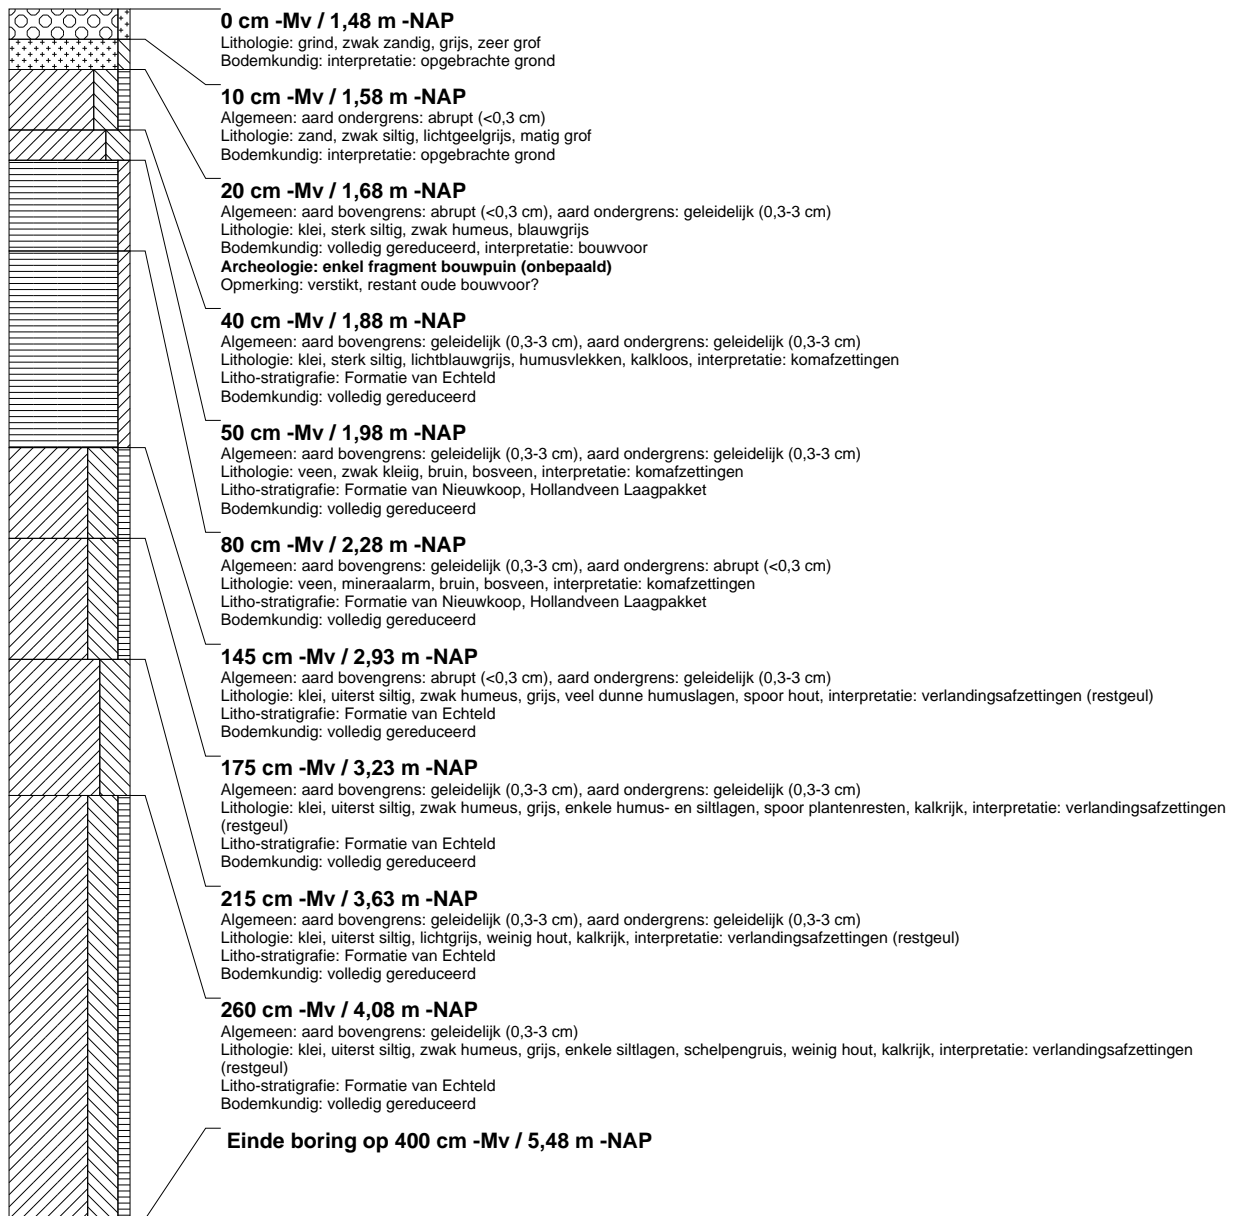 0 cm -Mv / 1,48 m -NAP
Lithologie: grind, zwak zandig, grijs, zeer grof
Bodemkundig: interpretatie: opgebrachte grond
10 cm -Mv / 1,58 m -NAP
Algemeen: aard ondergrens: abrupt (<0,3 cm)
Lithologie: zand, zwak siltig, lichtgeelgrijs, matig grof
Bodemkundig: interpretatie: opgebrachte grond
20 cm -Mv / 1,68 m -NAP
Algemeen: aard bovengrens: abrupt (<0,3 cm), aard ondergrens: geleidelijk (0,3-3 cm)
Lithologie: klei, sterk siltig, zwak humeus, blauwgrijs
Bodemkundig: volledig gereduceerd, interpretatie: bouwvoor
Archeologie: enkel fragment bouwpuin (onbepaald)
Opmerking: verstikt, restant oude bouwvoor?
40 cm -Mv / 1,88 m -NAP
Algemeen: aard bovengrens: geleidelijk (0,3-3 cm), aard ondergrens: geleidelijk (0,3-3 cm)
Lithologie: klei, sterk siltig, lichtblauwgrijs, humusvlekken, kalkloos, interpretatie: komafzettingen
Litho-stratigrafie: Formatie van Echteld
Bodemkundig: volledig gereduceerd
50 cm -Mv / 1,98 m -NAP
Algemeen: aard bovengrens: geleidelijk (0,3-3 cm), aard ondergrens: geleidelijk (0,3-3 cm)
Lithologie: veen, zwak kleiig, bruin, bosveen, interpretatie: komafzettingen
Litho-stratigrafie: Formatie van Nieuwkoop, Hollandveen Laagpakket
Bodemkundig: volledig gereduceerd
80 cm -Mv / 2,28 m -NAP
Algemeen: aard bovengrens: geleidelijk (0,3-3 cm), aard ondergrens: abrupt (<0,3 cm)
Lithologie: veen, mineraalarm, bruin, bosveen, interpretatie: komafzettingen
Litho-stratigrafie: Formatie van Nieuwkoop, Hollandveen Laagpakket
Bodemkundig: volledig gereduceerd
145 cm -Mv / 2,93 m -NAP
Algemeen: aard bovengrens: abrupt (<0,3 cm), aard ondergrens: geleidelijk (0,3-3 cm)
Lithologie: klei, uiterst siltig, zwak humeus, grijs, veel dunne humuslagen, spoor hout, interpretatie: verlandingsafzettingen (restgeul)
Litho-stratigrafie: Formatie van Echteld
Bodemkundig: volledig gereduceerd
175 cm -Mv / 3,23 m -NAP
Algemeen: aard bovengrens: geleidelijk (0,3-3 cm), aard ondergrens: geleidelijk (0,3-3 cm)
Lithologie: klei, uiterst siltig, zwak humeus, grijs, enkele humus- en siltlagen, spoor plantenresten, kalkrijk, interpretatie: verlandingsafzettingen
(restgeul)
Litho-stratigrafie: Formatie van Echteld
Bodemkundig: volledig gereduceerd
215 cm -Mv / 3,63 m -NAP
Algemeen: aard bovengrens: geleidelijk (0,3-3 cm), aard ondergrens: geleidelijk (0,3-3 cm)
Lithologie: klei, uiterst siltig, lichtgrijs, weinig hout, kalkrijk, interpretatie: verlandingsafzettingen (restgeul)
Litho-stratigrafie: Formatie van Echteld
Bodemkundig: volledig gereduceerd
260 cm -Mv / 4,08 m -NAP
Algemeen: aard bovengrens: geleidelijk (0,3-3 cm)
Lithologie: klei, uiterst siltig, zwak humeus, grijs, enkele siltlagen, schelpengruis, weinig hout, kalkrijk, interpretatie: verlandingsafzettingen
(restgeul)
Litho-stratigrafie: Formatie van Echteld
Bodemkundig: volledig gereduceerd
Einde boring op 400 cm -Mv / 5,48 m -NAP